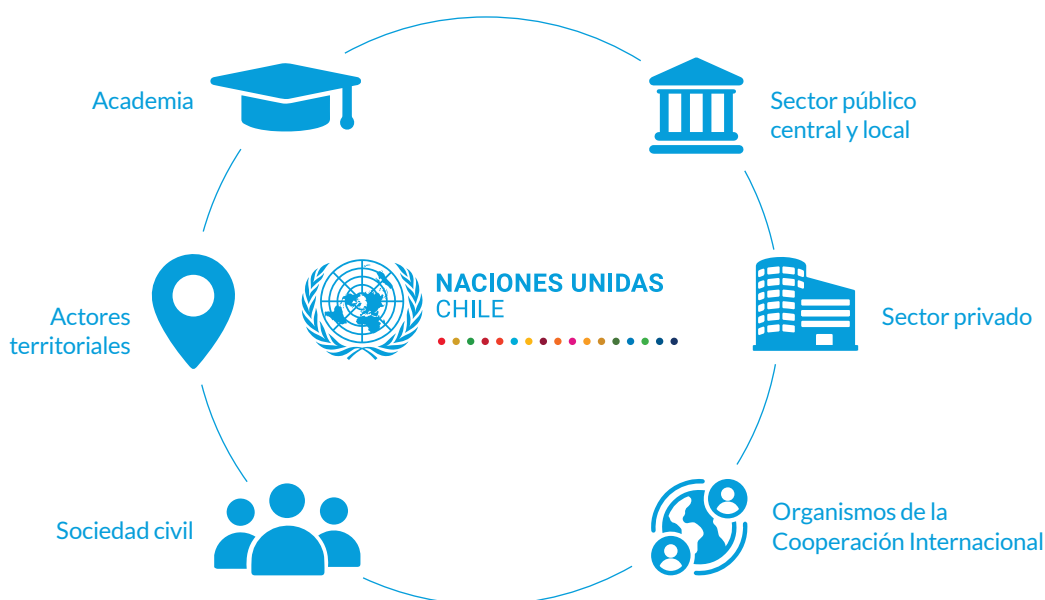 Academia
Sector público
central y local
NACIONES UNIDAS
CHILE
Actores
territoriales
Sector privado
Sociedad civil
Organismos de la
Cooperación Internacional